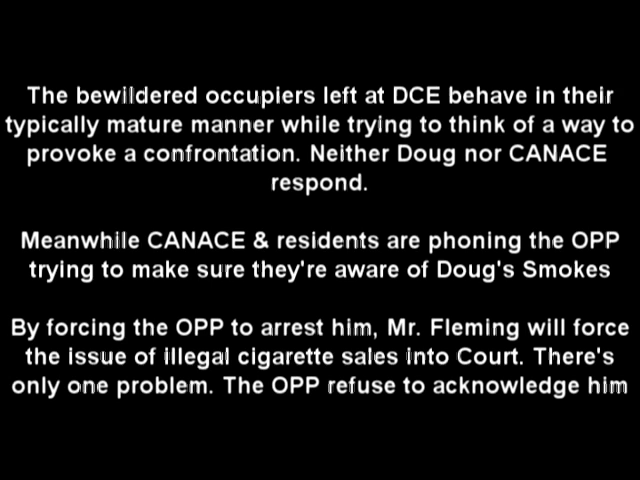 The bewildered occupiers left at DCE behave in their
typically mature manner while trying to think of a way to
provoke a confrontation. Neither Doug nor CANACE
respond.
Meanwhile CANACE & residents are phoning the OPP
trying to make sure they're aware of Doug's Smokes
By forcing the OPP to arrest him, Mr. Fleming will force
the issue of illegal cigarette sales into Court. There's
only one problem. The OPP refuse to acknowledge him